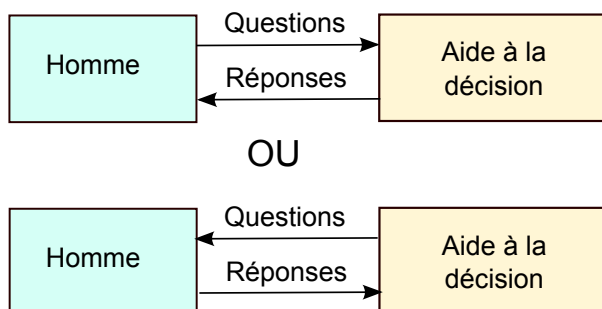 Questions
Homme
Aide à la
décision
Réponses
OU
Questions
Homme
Aide à la
décision
Réponses